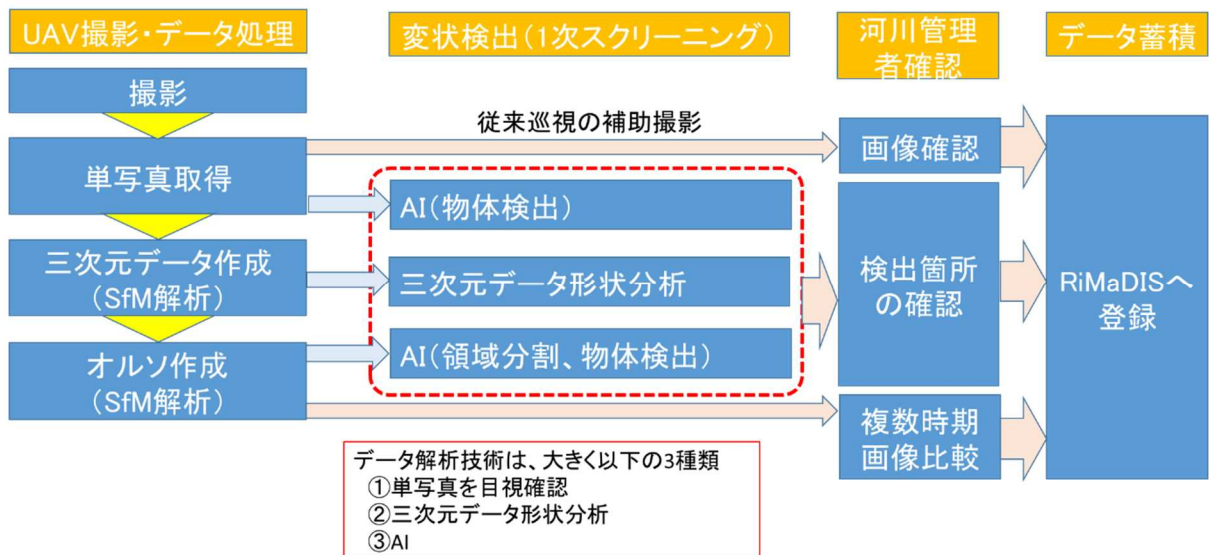 UAV撮影・データ処理
変状検出（1次スクリーニング）
河川管理
者確認
データ蓄積
撮影
単写真取得
三次元データ作成
（SfM解析）
オルソ作成
（SfM解析）
従来巡視の補助撮影
AI（物体検出）
三次元データ形状分析
AI（領域分割、物体検出）
画像確認
検出箇所
の確認
複数時期
画像比較
RiMaDISへ
登録
データ解析技術は、大きく以下の3種類
①単写真を目視確認
②三次元データ形状分析
③AI